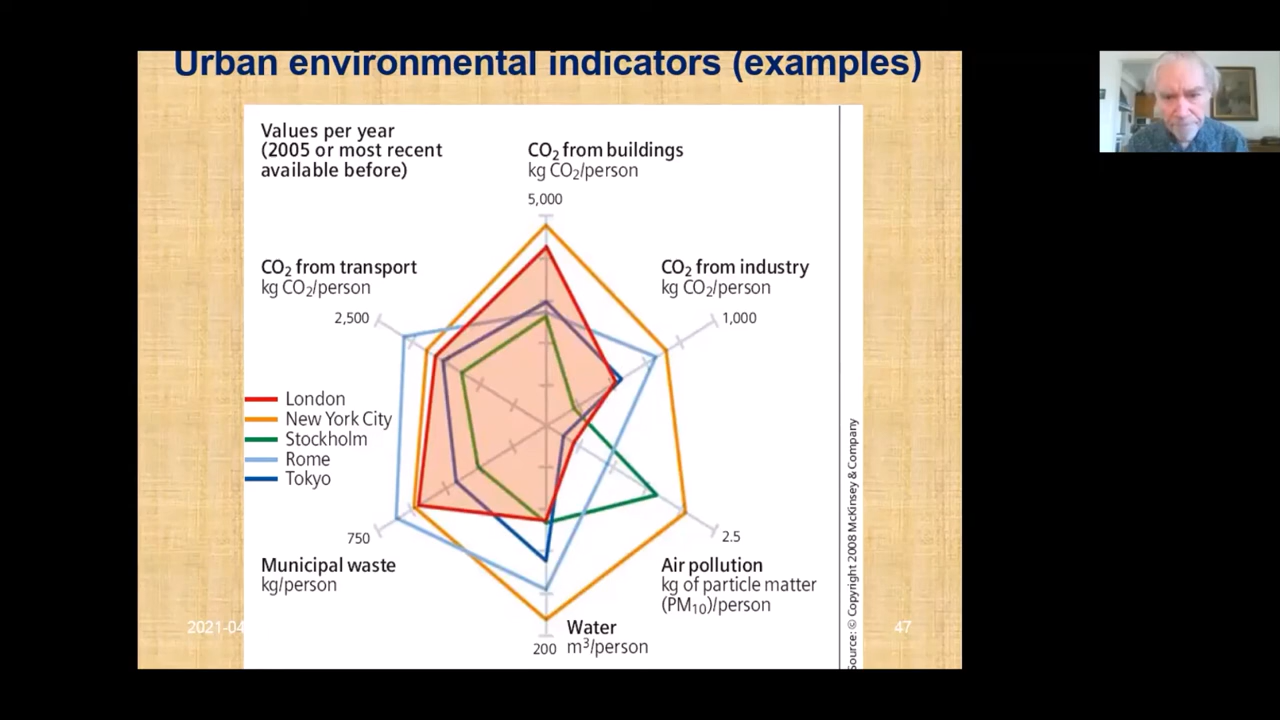 Urban environmental indicators (examples)
Values per year
(2005 or most recent
available before)
CO2 from buildings
kg CO2/person
5,000
CO2 from transport
kg CO2/person
2,500
CO2 from industry
kg CO2/person
1,000
London
New York City
Stockholm
Rome
Tokyo
750
Municipal waste
kg/person
2.5
Air pollution
kg of particle matter
(PM10)/person
Water
200 m³/person
Source: © Copyright 2008 McKinsey & Company
2021-04
47